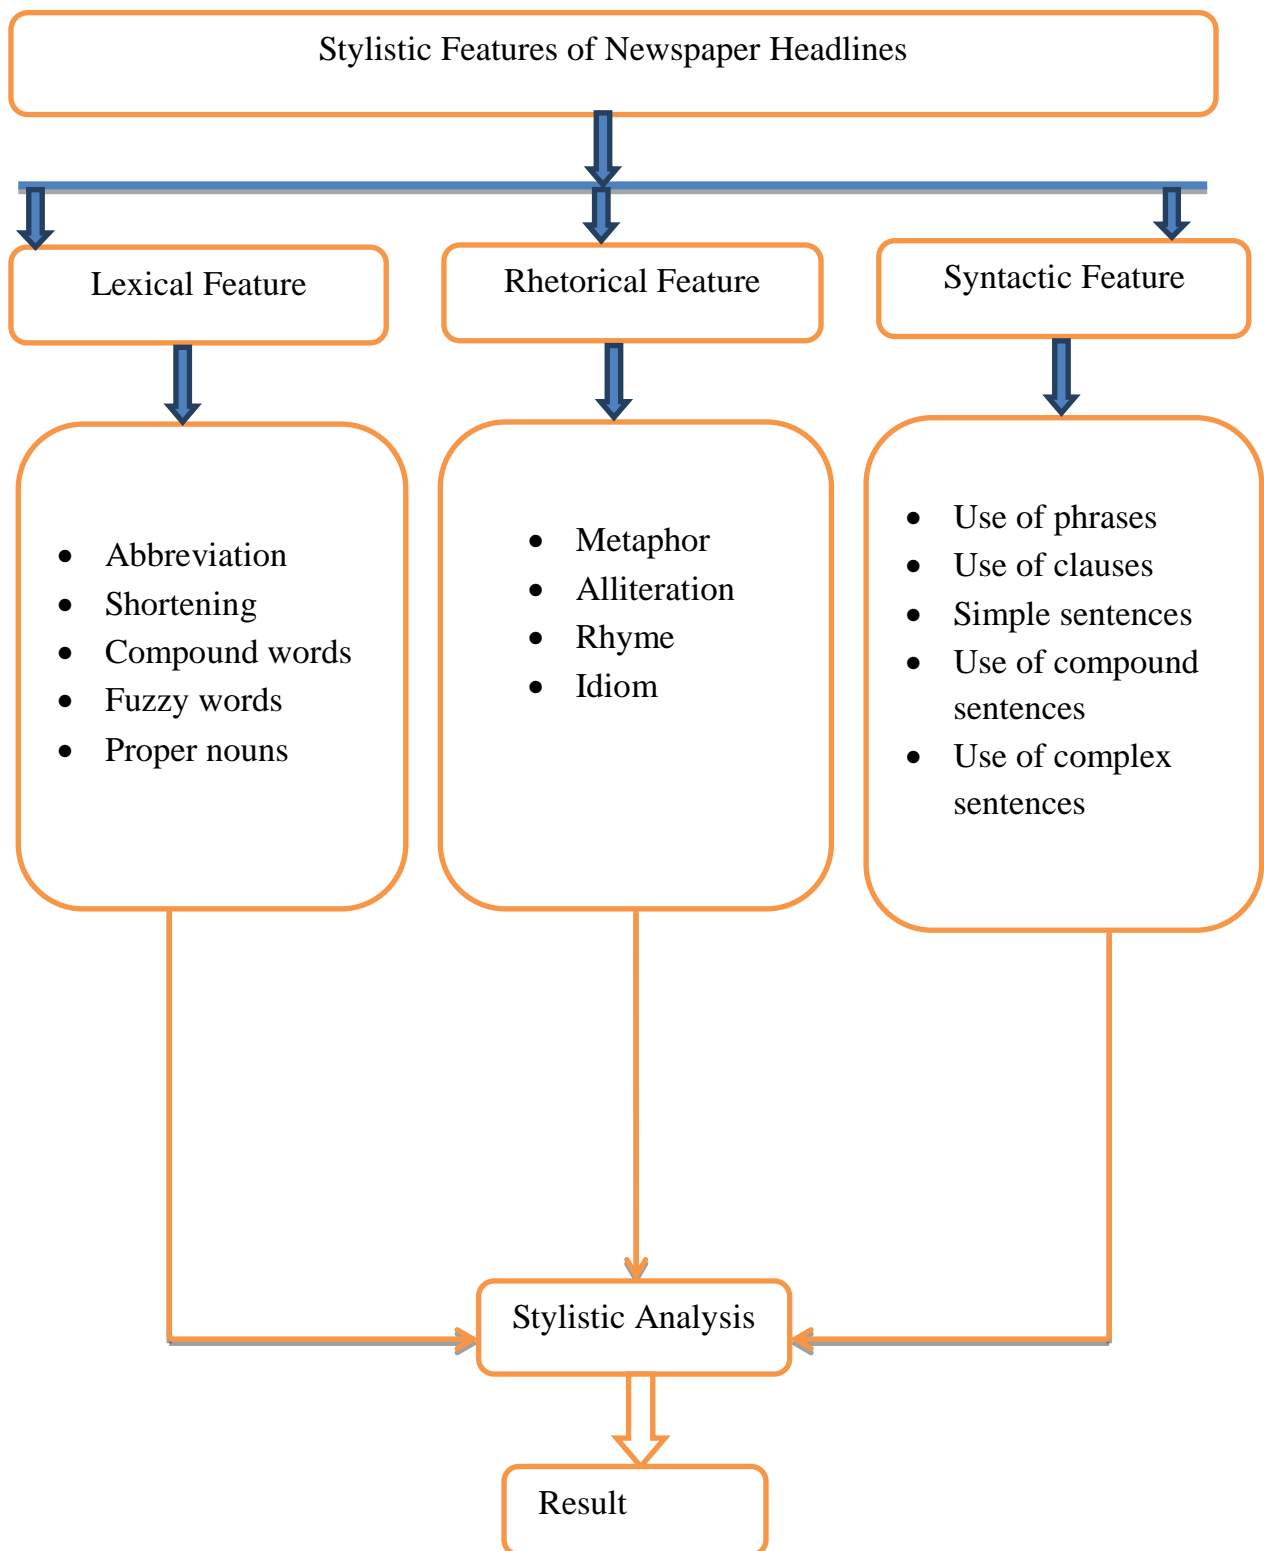 Stylistic Features of Newspaper Headlines
Lexical Feature
Rhetorical Feature
Syntactic Feature
• Abbreviation
• Shortening
• Compound words
• Fuzzy words
• Proper nouns
• Metaphor
• Alliteration
• Rhyme
• Idiom
• Use of phrases
• Use of clauses
• Simple sentences
• Use of compound
sentences
• Use of complex
sentences
Stylistic Analysis
Result